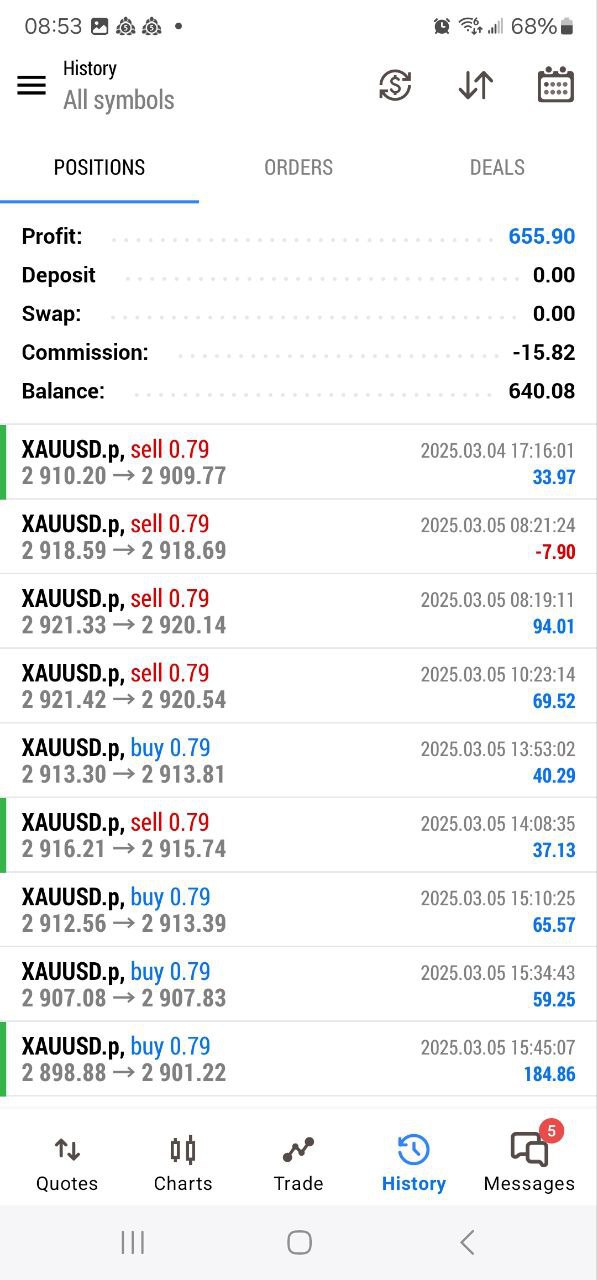 08:53 68%
History
All symbols
POSITIONS ORDERS DEALS
Profit: 655.90
Deposit 0.00
Swap: 0.00
Commission: -15.82
Balance: 640.08
XAUUSD.p, sell 0.79 2025.03.04 17:16:01
2 910.20 → 2 909.77 33.97
XAUUSD.p, sell 0.79 2025.03.05 08:21:24
2 918.59 → 2 918.69 -7.90
XAUUSD.p, sell 0.79 2025.03.05 08:19:11
2 921.33 → 2 920.14 94.01
XAUUSD.p, sell 0.79 2025.03.05 10:23:14
2 921.42 → 2 920.54 69.52
XAUUSD.p, buy 0.79 2025.03.05 13:53:02
2 913.30 → 2 913.81 40.29
XAUUSD.p, sell 0.79 2025.03.05 14:08:35
2 916.21 → 2 915.74 37.13
XAUUSD.p, buy 0.79 2025.03.05 15:10:25
2 912.56 → 2 913.39 65.57
XAUUSD.p, buy 0.79 2025.03.05 15:34:43
2 907.08 → 2 907.83 59.25
XAUUSD.p, buy 0.79 2025.03.05 15:45:07
2 898.88 → 2 901.22 184.86
5
Quotes Charts Trade History Messages